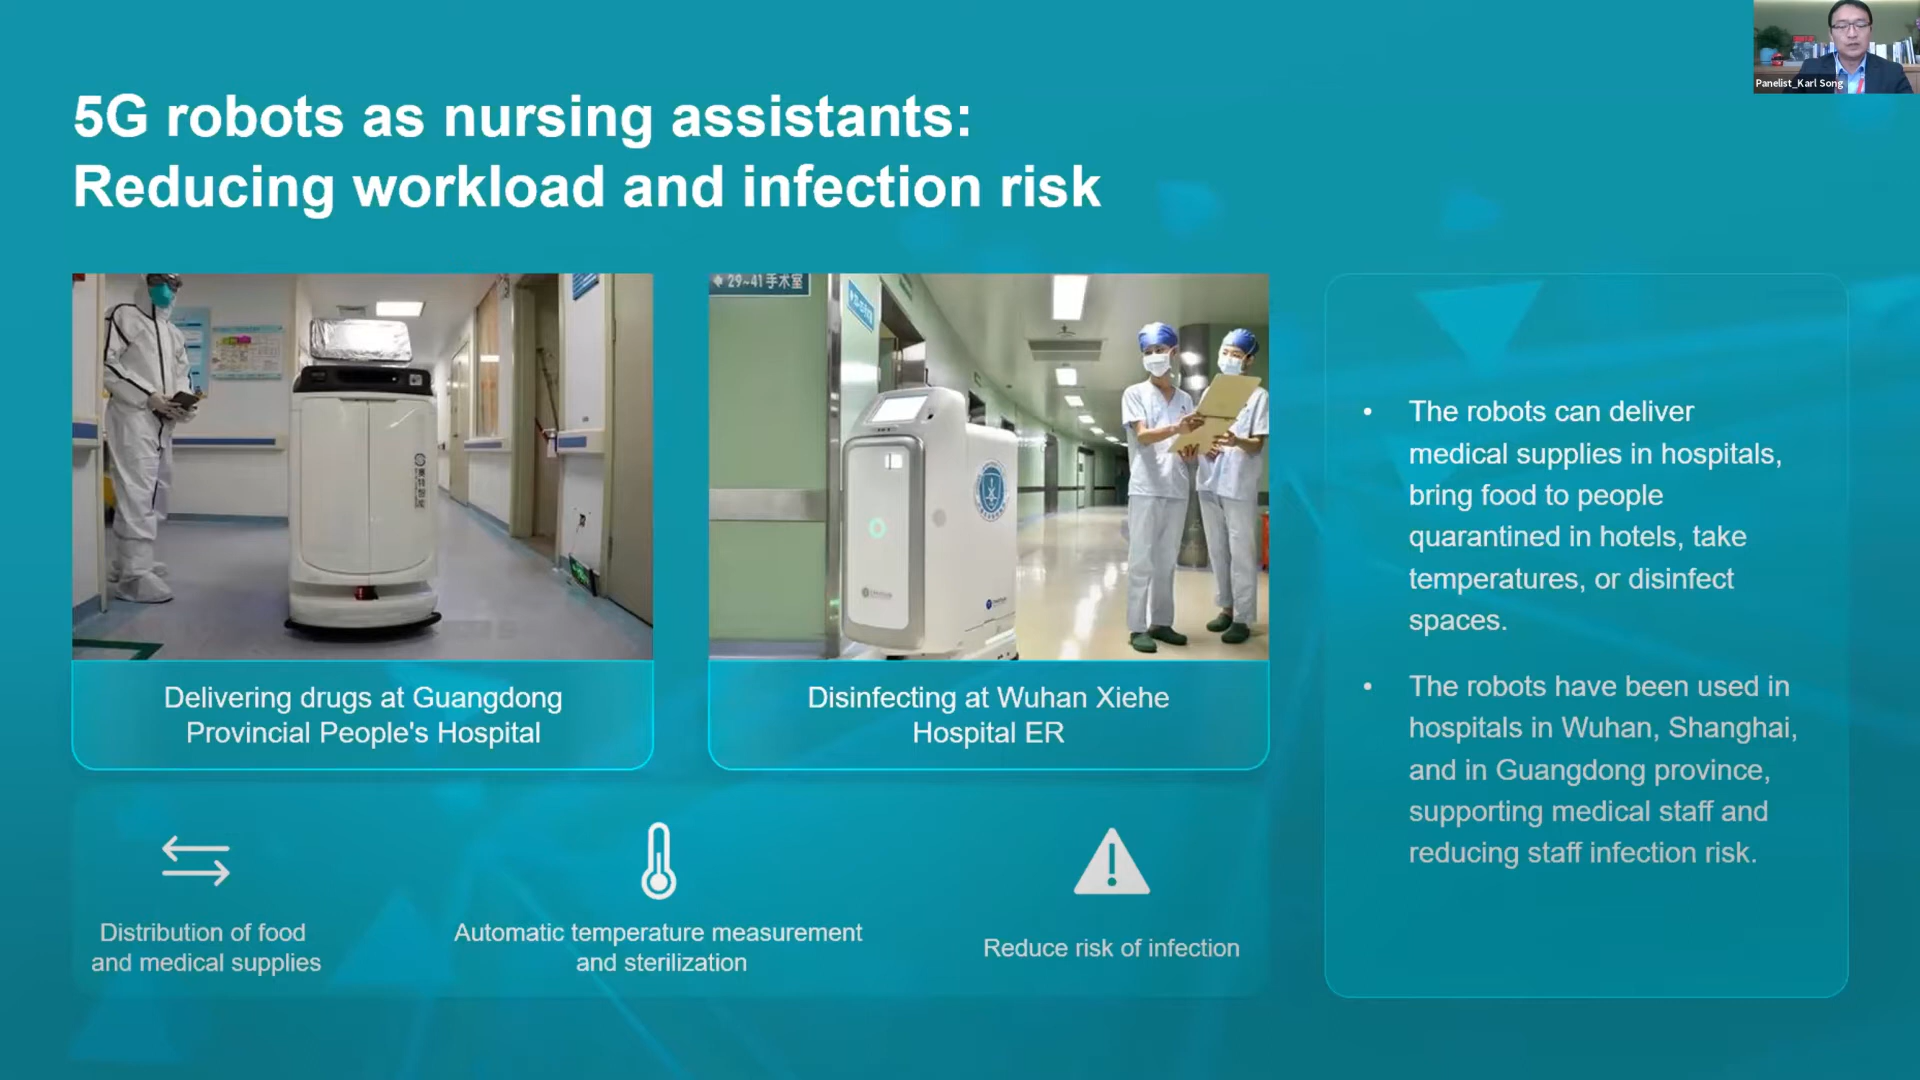 Panelist_Karl Song
5G robots as nursing assistants:
Reducing workload and infection risk
29~41手术室
Delivering drugs at Guangdong
Provincial People's Hospital
Disinfecting at Wuhan Xiehe
Hospital ER
• The robots can deliver
medical supplies in hospitals,
bring food to people
quarantined in hotels, take
temperatures, or disinfect
spaces.
• The robots have been used in
hospitals in Wuhan, Shanghai,
and in Guangdong province,
supporting medical staff and
reducing staff infection risk.
Distribution of food
and medical supplies
Automatic temperature measurement
and sterilization
Reduce risk of infection